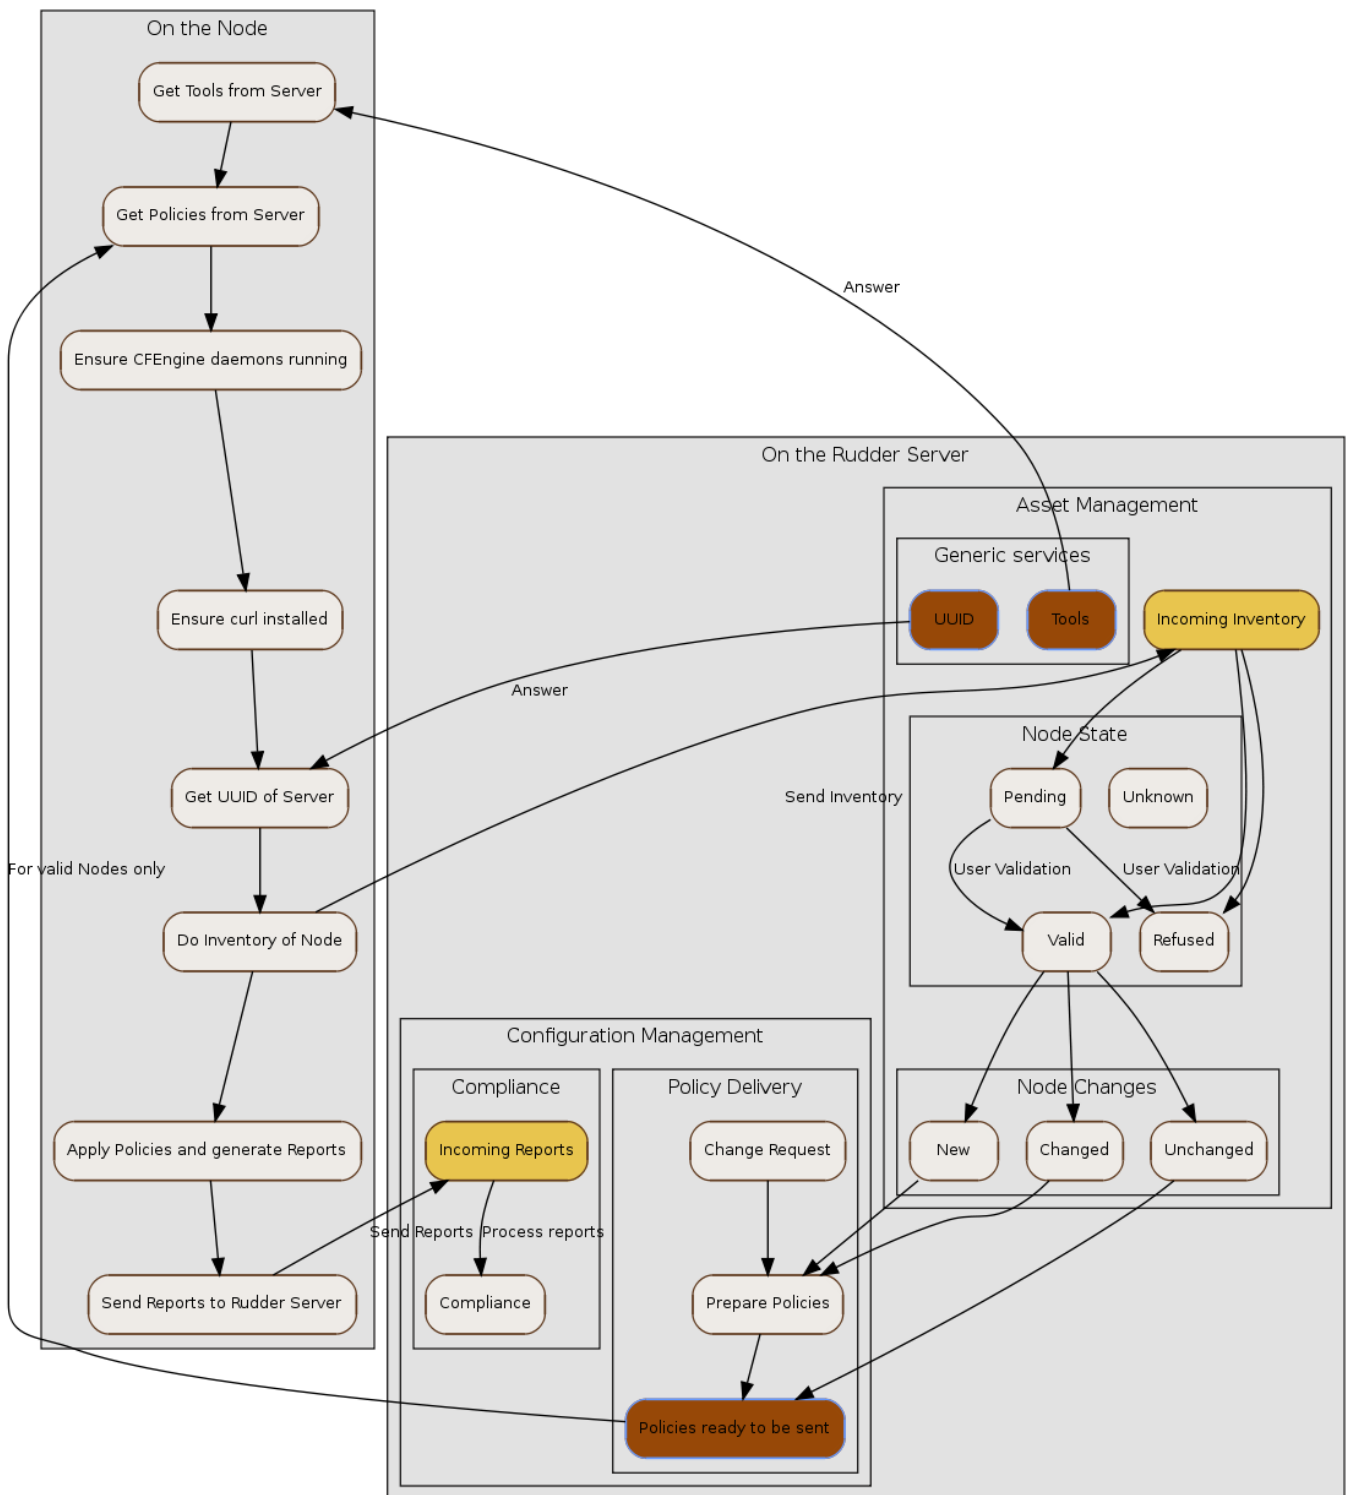 On the Node
Get Tools from Server
Get Policies from Server
Answer
Ensure CFEngine daemons running
On the Rudder Server
Asset Management
Generic services
Ensure curl installed
UUID
Tools
Incoming Inventory
Answer
Node State
Get UUID of Server
Send Inventory
Pending
Unknown
For valid Nodes only
User Validation
User Validation
Do Inventory of Node
Valid
Refused
Configuration Management
Compliance
Policy Delivery
Node Changes
Apply Policies and generate Reports
Incoming Reports
Change Request
New
Changed
Unchanged
Send Reports
Process reports
Send Reports to Rudder Server
Compliance
Prepare Policies
Policies ready to be sent